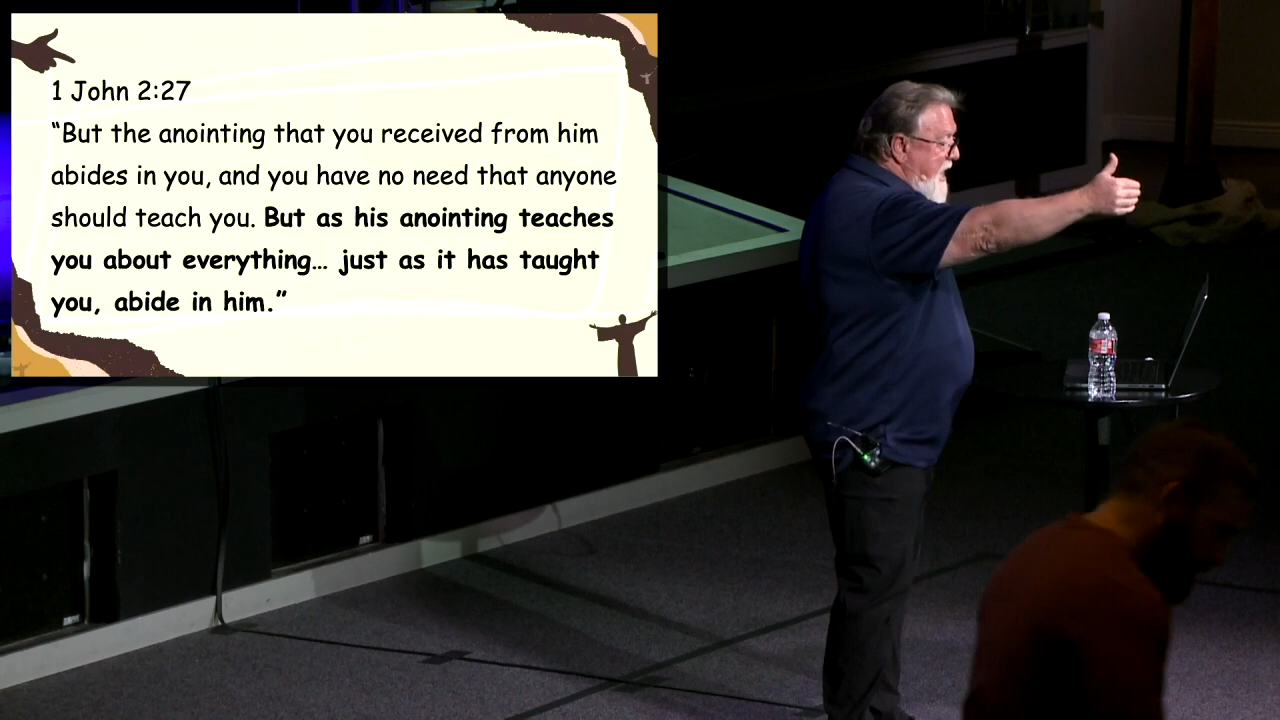 1 John 2:27
“But the anointing that you received from him
abides in you, and you have no need that anyone
should teach you. But as his anointing teaches
you about everything… just as it has taught
you, abide in him.”